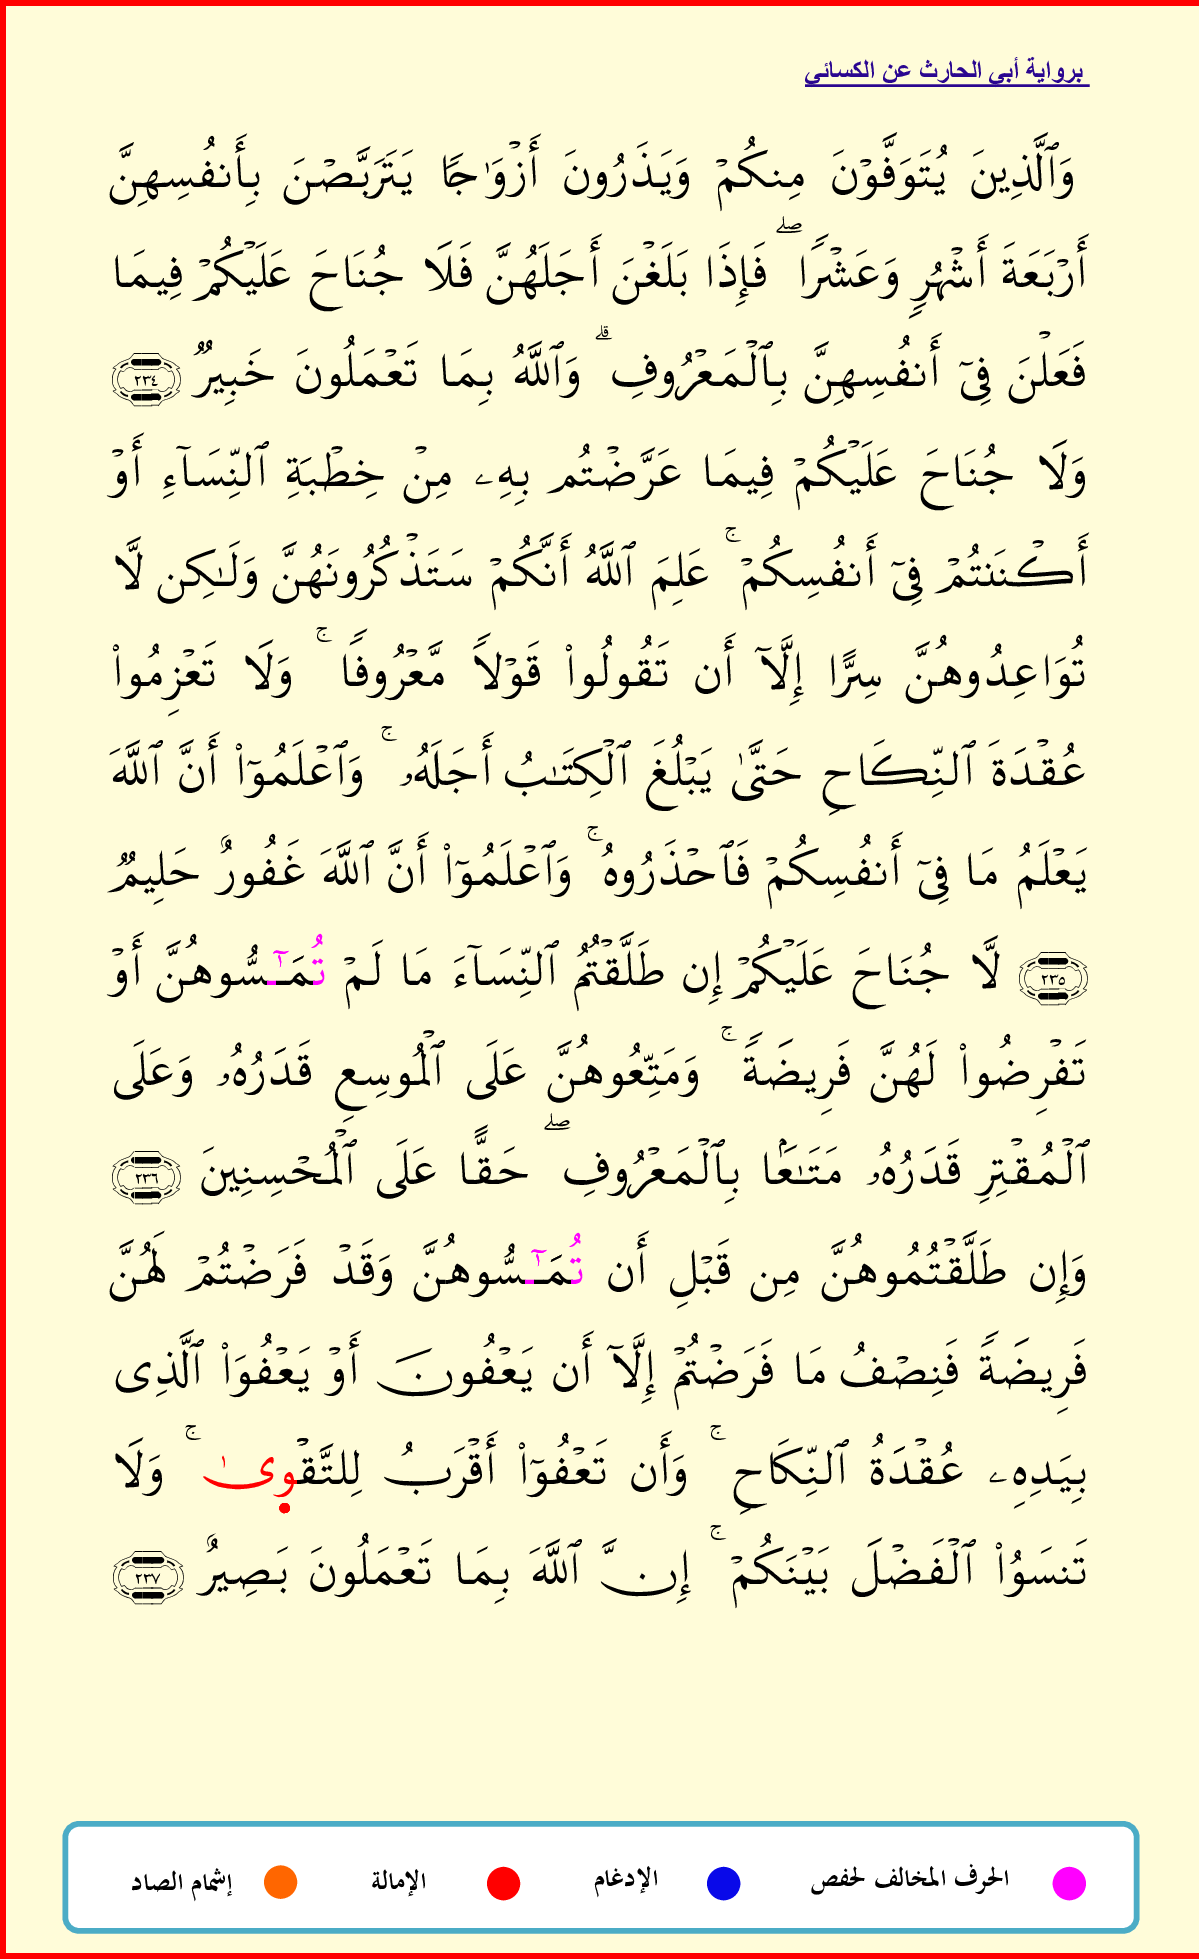 برواية أبي الحارث عن الكسائي
وَٱلَّذِينَ يُتَوَفَّوۡنَ مِنكُمۡ وَيَذَرُونَ أَزۡوَٰجٗا يَتَرَبَّصۡنَ بِأَنفُسِهِنَّ
أَرۡبَعَةَ أَشۡهُرٖ وَعَشۡرٗاۖ فَإِذَا بَلَغۡنَ أَجَلَهُنَّ فَلَا جُنَاحَ عَلَيۡكُمۡ فِيمَا
فَعَلۡنَ فِيٓ أَنفُسِهِنَّ بِٱلۡمَعۡرُوفِۗ وَٱللَّهُ بِمَا تَعۡمَلُونَ خَبِيرٞ ٢٣٤
وَلَا جُنَاحَ عَلَيۡكُمۡ فِيمَا عَرَّضۡتُم بِهِۦ مِنۡ خِطۡبَةِ ٱلنِّسَآءِ أَوۡ
أَكۡنَنتُمۡ فِيٓ أَنفُسِكُمۡۚ عَلِمَ ٱللَّهُ أَنَّكُمۡ سَتَذۡكُرُونَهُنَّ وَلَٰكِن لَّا
تُوَاعِدُوهُنَّ سِرًّا إِلَّآ أَن تَقُولُواْ قَوۡلٗا مَّعۡرُوفٗاۚ وَلَا تَعۡزِمُواْ
عُقۡدَةَ ٱلنِّكَاحِ حَتَّىٰ يَبۡلُغَ ٱلۡكِتَٰبُ أَجَلَهُۥۚ وَٱعۡلَمُوٓاْ أَنَّ ٱللَّهَ
يَعۡلَمُ مَا فِيٓ أَنفُسِكُمۡ فَٱحۡذَرُوهُۚ وَٱعۡلَمُوٓاْ أَنَّ ٱللَّهَ غَفُورٌ حَلِيمٞ
٢٣٥ لَّا جُنَاحَ عَلَيۡكُمۡ إِن طَلَّقۡتُمُ ٱلنِّسَآءَ مَا لَمۡ تُمَٰٓسُّوهُنَّ أَوۡ
تَفۡرِضُواْ لَهُنَّ فَرِيضَةٗۚ وَمَتِّعُوهُنَّ عَلَى ٱلۡمُوسِعِ قَدَرُهُۥ وَعَلَى
ٱلۡمُقۡتِرِ قَدَرُهُۥ مَتَٰعَۢا بِٱلۡمَعۡرُوفِۖ حَقًّا عَلَى ٱلۡمُحۡسِنِينَ ٢٣٦
وَإِن طَلَّقۡتُمُوهُنَّ مِن قَبۡلِ أَن تُمَٰٓسُّوهُنَّ وَقَدۡ فَرَضۡتُمۡ لَهُنَّ
فَرِيضَةٗ فَنِصۡفُ مَا فَرَضۡتُمۡ إِلَّآ أَن يَعۡفُونَ أَوۡ يَعۡفُوَاْ ٱلَّذِي
بِيَدِهِۦ عُقۡدَةُ ٱلنِّكَاحِۚ وَأَن تَعۡفُوٓاْ أَقۡرَبُ لِلتَّقۡوىٰۚ وَلَا
تَنسَوُاْ ٱلۡفَضۡلَ بَيۡنَكُمۡۚ إِنَّ ٱللَّهَ بِمَا تَعۡمَلُونَ بَصِيرٌ ٢٣٧
الحرف المخالف لحفص الإدغام الإمالة إشمام الصاد